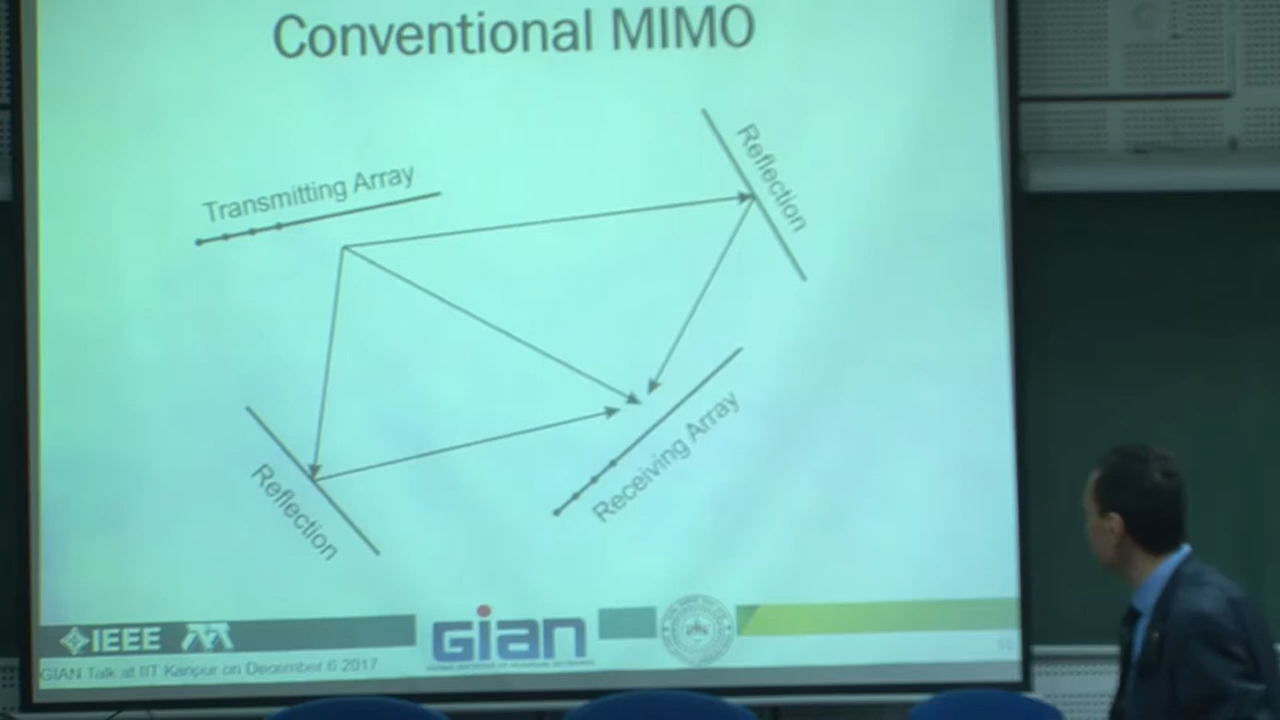 Conventional MIMO
Transmitting Array
Reflection
Reflection
Receiving Array
IEEE
Gian
GIAN Talk at IIT Kanpur on December 6 2017